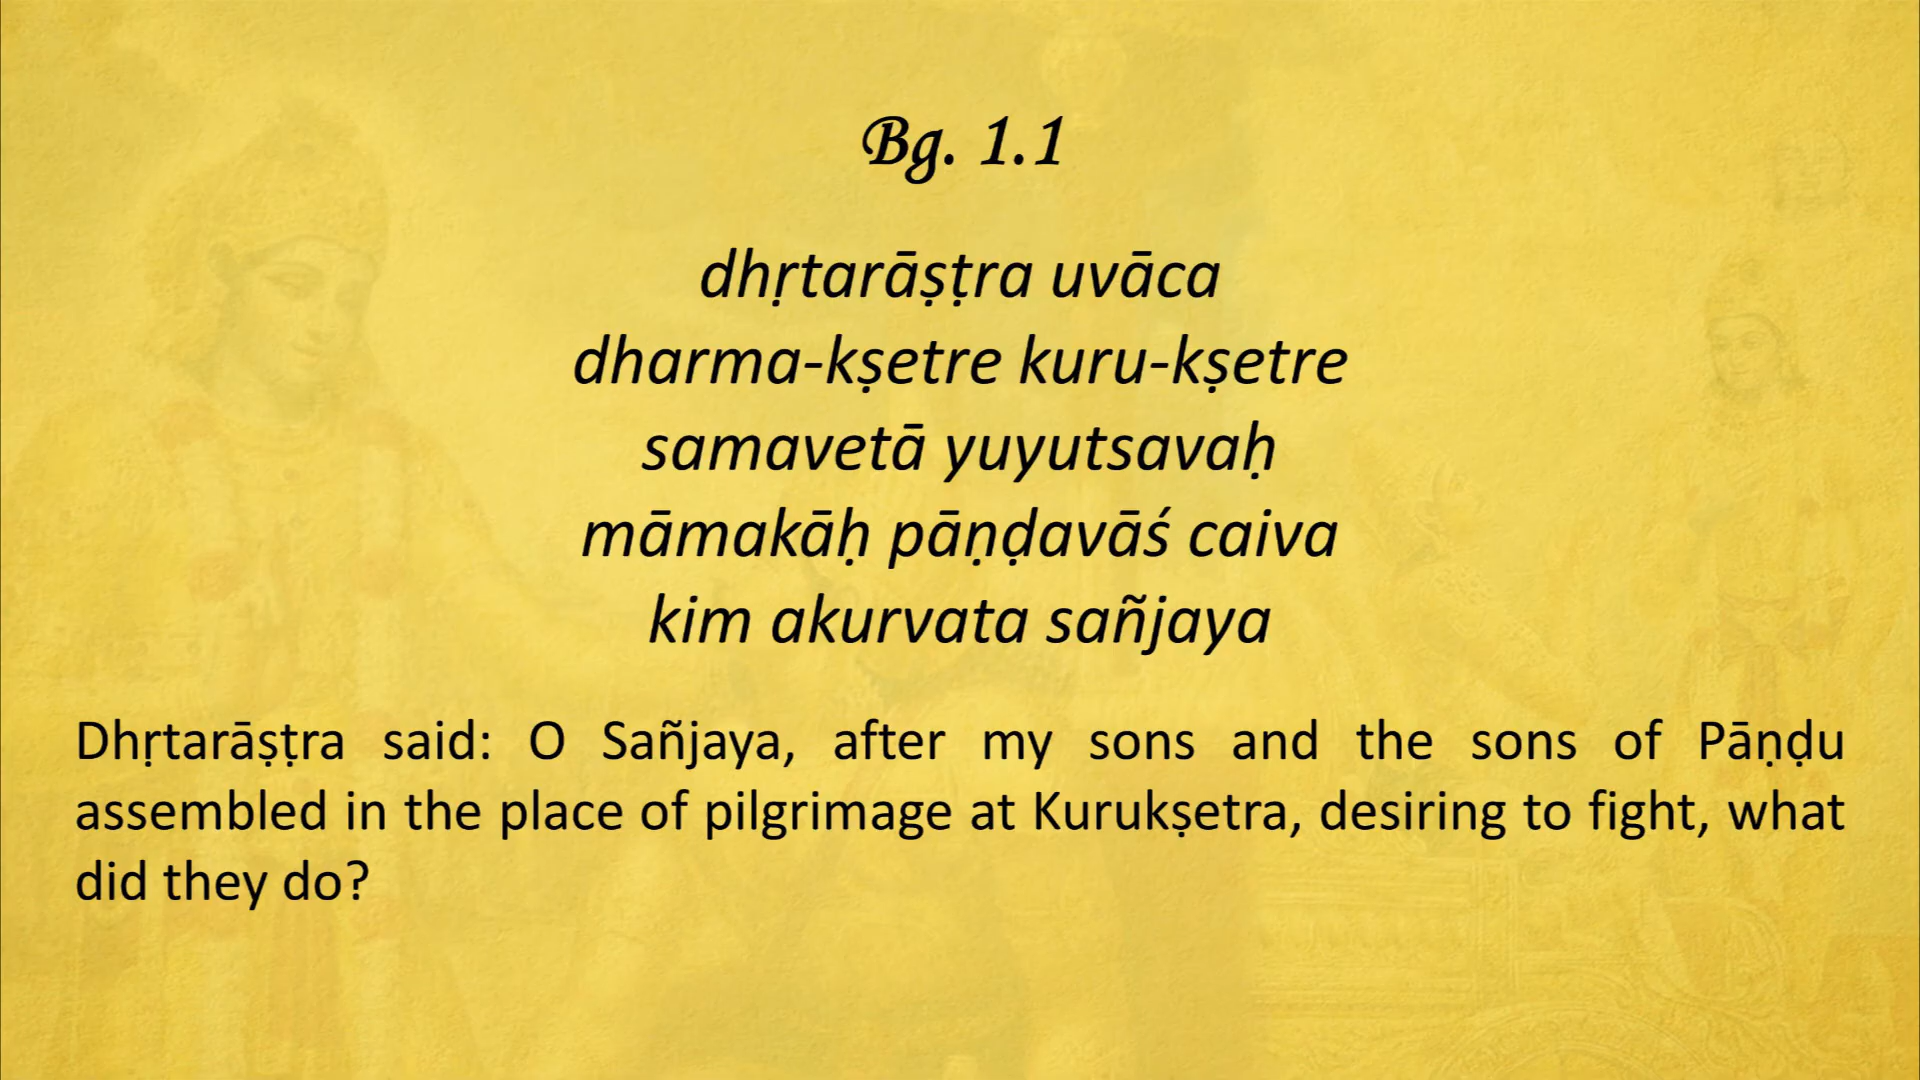 Bg. 1.1
dhṛtarāṣṭra uvāca
dharma-kṣetre kuru-kṣetre
samavetā yuyutsavaḥ
māmakāḥ pāṇḍavāś caiva
kim akurvata sañjaya
Dhṛtarāṣṭra said: O Sañjaya, after my sons and the sons of Pāṇḍu
assembled in the place of pilgrimage at Kurukṣetra, desiring to fight, what
did they do?